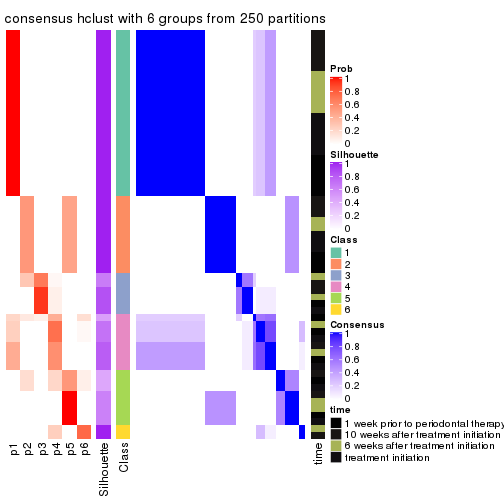 consensus hclust with 6 groups from 250 partitions
Prob
1
0.8
0.6
0.4
0.2
0
Silhouette
1
0.8
0.6
0.4
0.2
0
Class
1
2
3
4
5
6
Consensus
1
0.8
0.6
0.4
0.2
0
time
1 week prior to periodontal therapy
10 weeks after treatment initiation
6 weeks after treatment initiation
treatment initiation
p1
p2
p3
p4
p5
p6
Silhouette
Class
time